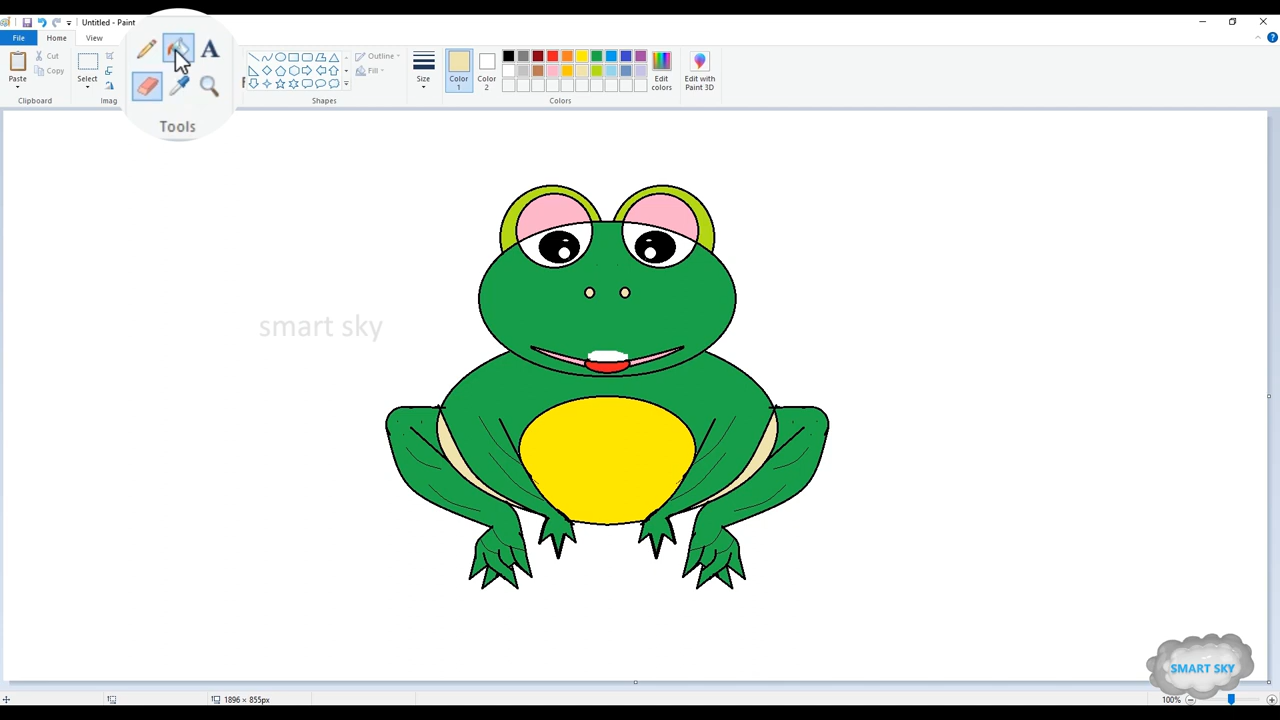 Untitled - Paint
File
Home
View
A
Paste
Cut
Copy
Clipboard
Select
Imag
Tools
Shapes
Outline
Fill
Size
Color
1
Color
2
Edit
colors
Edit with
Paint 3D
Colors
smart sky
SMART SKY
1896 × 855px
100%